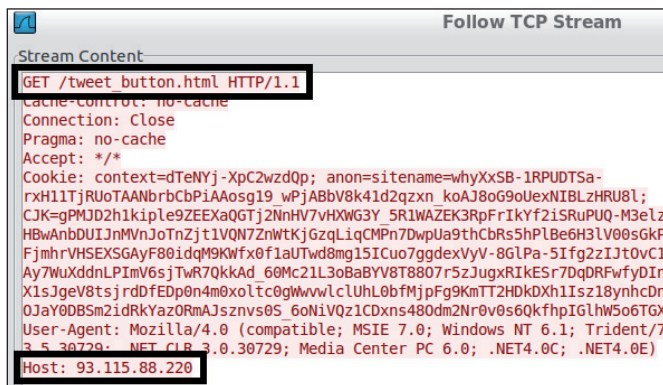 Follow TCP Stream
Stream Content
GET /tweet_button.html HTTP/1.1
Cache-Control: no-cache
Connection: Close
Pragma: no-cache
Accept: */*
Cookie: context=dTeNYj-XpC2wzdQp; anon=sitename=whyXxSB-1RPUDTSa-
rxH11TjRUoTAANbrbCbPiAAosg19_wPjABbV8k41d2qzxn_koAJ8oG9oUexNIBLzHRU8l;
CJK=gPMJD2h1kiple9ZEEXaQGTj2NnHV7vHXWG3Y_5R1WAZEK3RpFrIkYf2iSRuPUQ-M3elz
HBwAnbDUIJnMVnJoTnZjt1VQN7ZnWtKjGzqLiqCMPn7DwpUa9thCbRs5hPlBe6H3lV00sGkP
FjmhrVHSEXSGAyF80idqM9KWfx0f1aUTwd8mg15ICuo7ggdexVyV-8GlPa-5Ifg2zIJtOvC1
Ay7WuXddnLPImV6sjTwR7QkkAd_60Mc21L3oBaBYV8T88O7r5zJugxRIkESr7DqDRFwfyDIn
X1sJgeV8tsjrdDfEDp0n4m0xoltc0gWwvwlclUhL0bfMjpFg9KmTT2HDkDXh1Isz18ynhcDn
OJaY0DBSm2idRkYazORmAJsznvs0S_6oNiVQz1CDxns48Odm2Nr0v0s6QkfhpIGlhW5o6TGX
User-Agent: Mozilla/4.0 (compatible; MSIE 7.0; Windows NT 6.1; Trident/7
3.5.30729; .NET CLR 3.0.30729; Media Center PC 6.0; .NET4.0C; .NET4.0E)
Host: 93.115.88.220